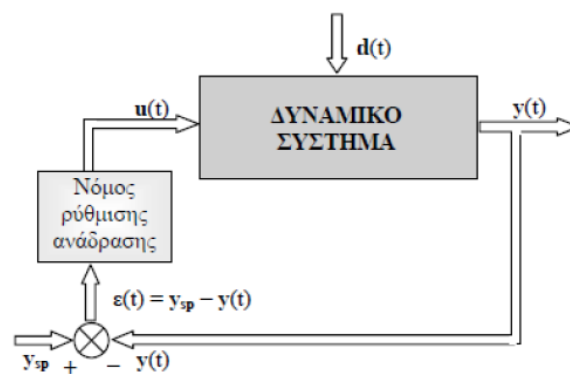 d(t)
u(t)
ΔΥΝΑΜΙΚΟ
ΣΥΣΤΗΜΑ
y(t)
Νόμος
ρύθμισης
ανάδρασης
ε(t) = ysp – y(t)
ysp + – y(t)